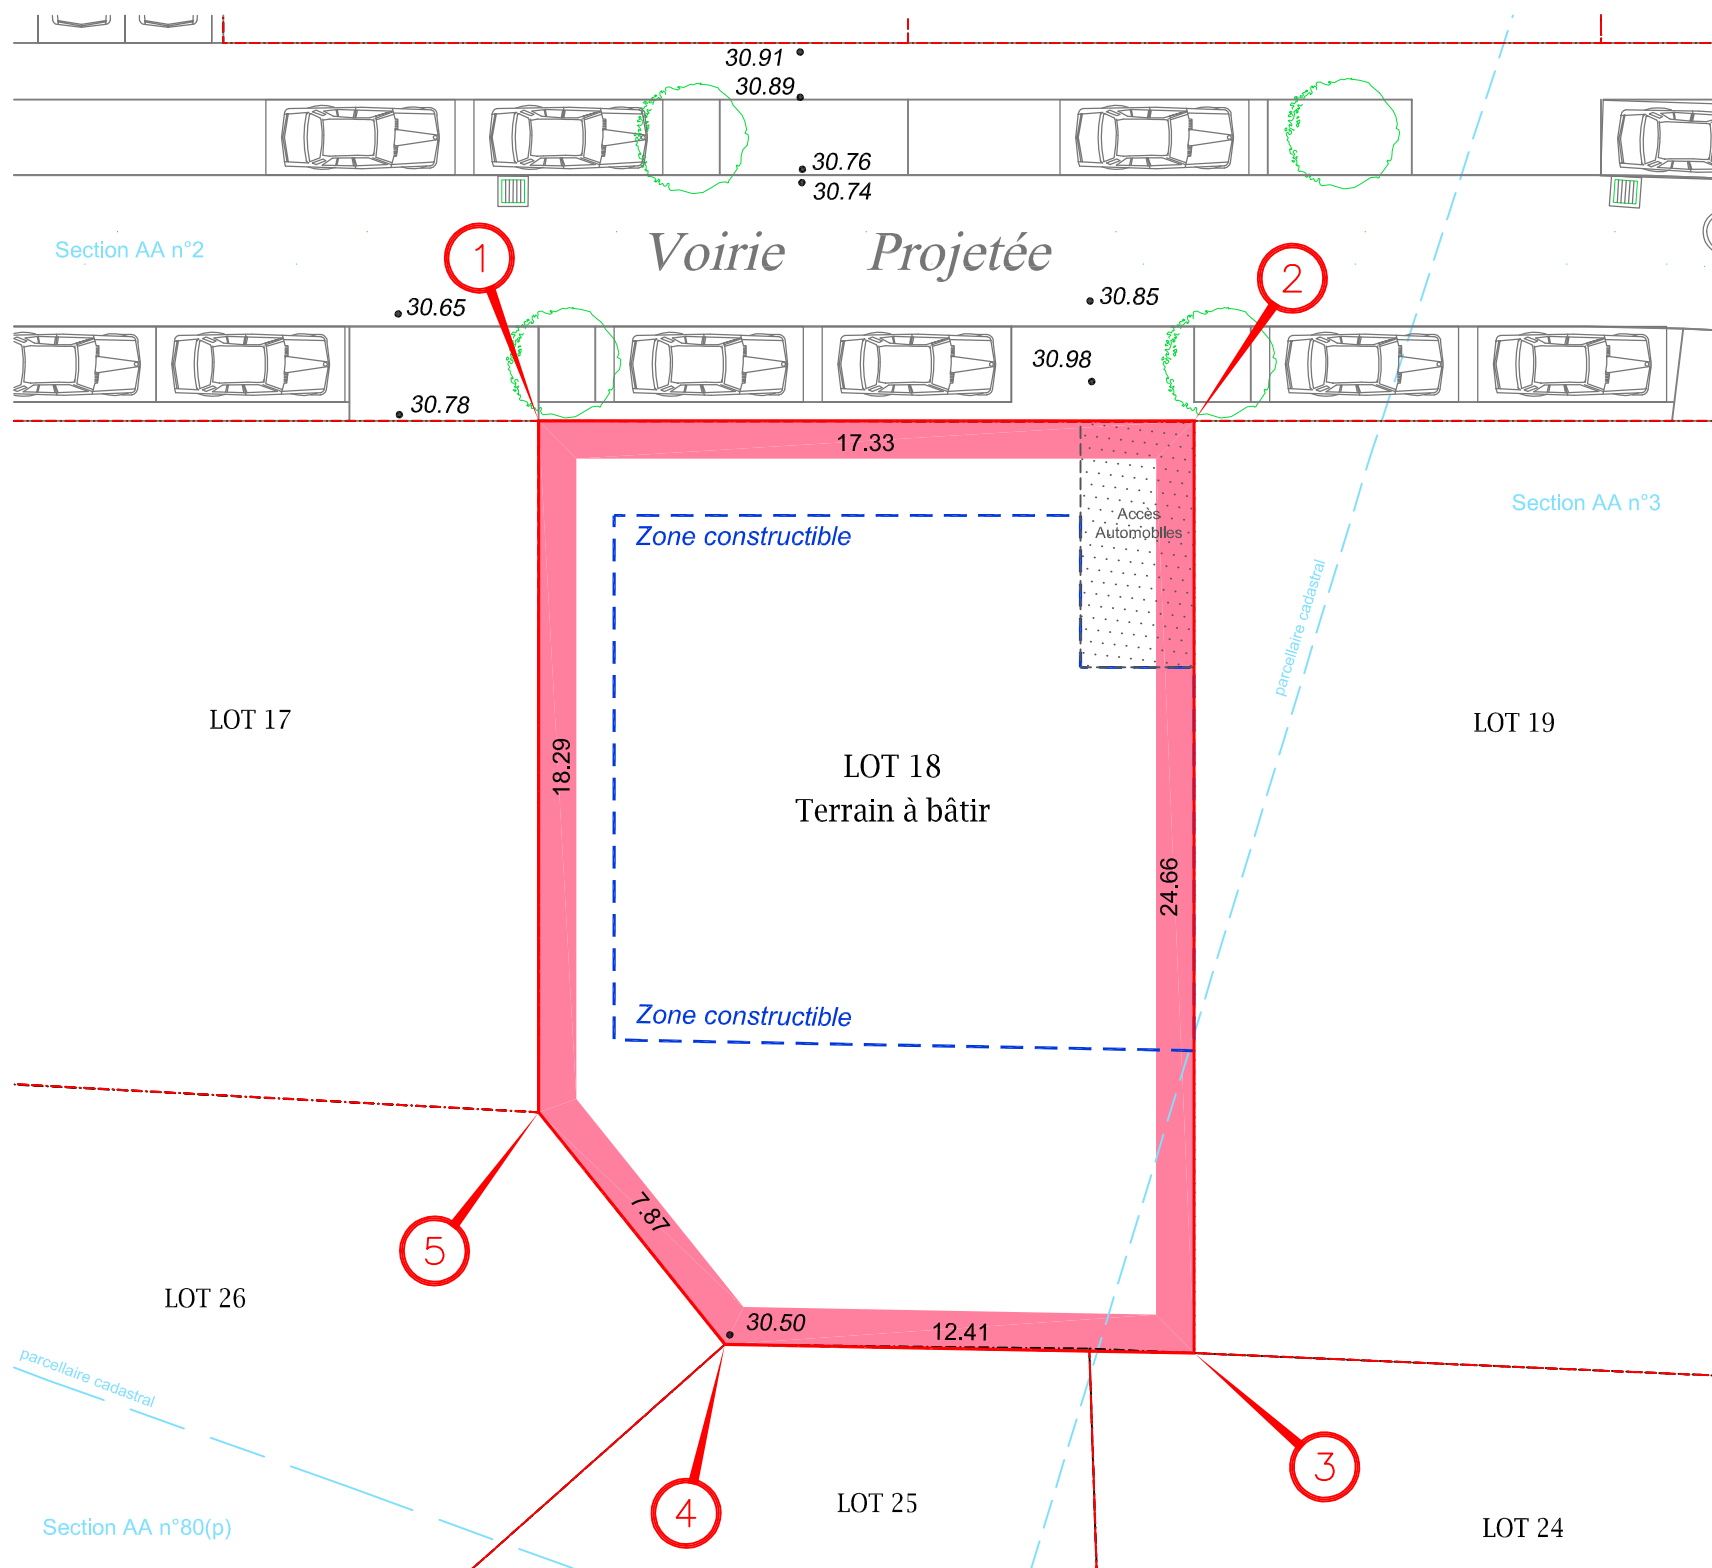 30.91
30.89
30.76
30.74
Section AA n°2
1
Voirie Projetée
2
30.65
30.85
30.98
30.78
17.33
Section AA n°3
Accès
Automobiles
Zone constructible
parcellaire cadastral
LOT 17
LOT 19
18.29
LOT 18
Terrain à bâtir
24.66
Zone constructible
7.87
5
LOT 26
30.50
12.41
parcellaire cadastral
3
4
LOT 25
Section AA n°80(p)
LOT 24